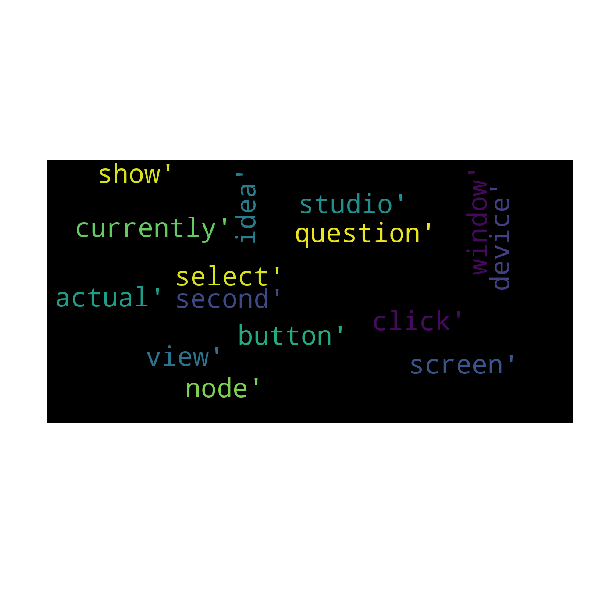 show'
idea'
studio'
window'
device'
currently'
question'
select'
actual'
second'
click'
button'
view'
screen'
node'